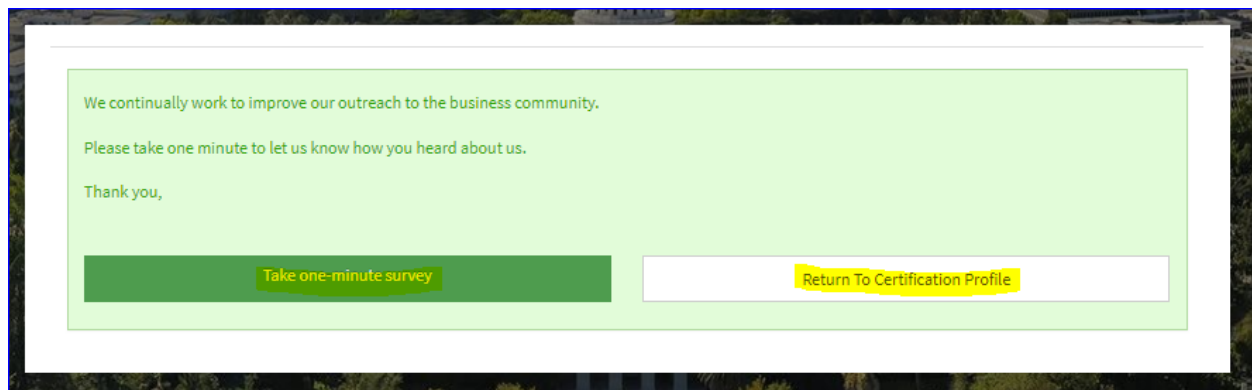 We continually work to improve our outreach to the business community.
Please take one minute to let us know how you heard about us.
Thank you,
Take one-minute survey
Return To Certification Profile